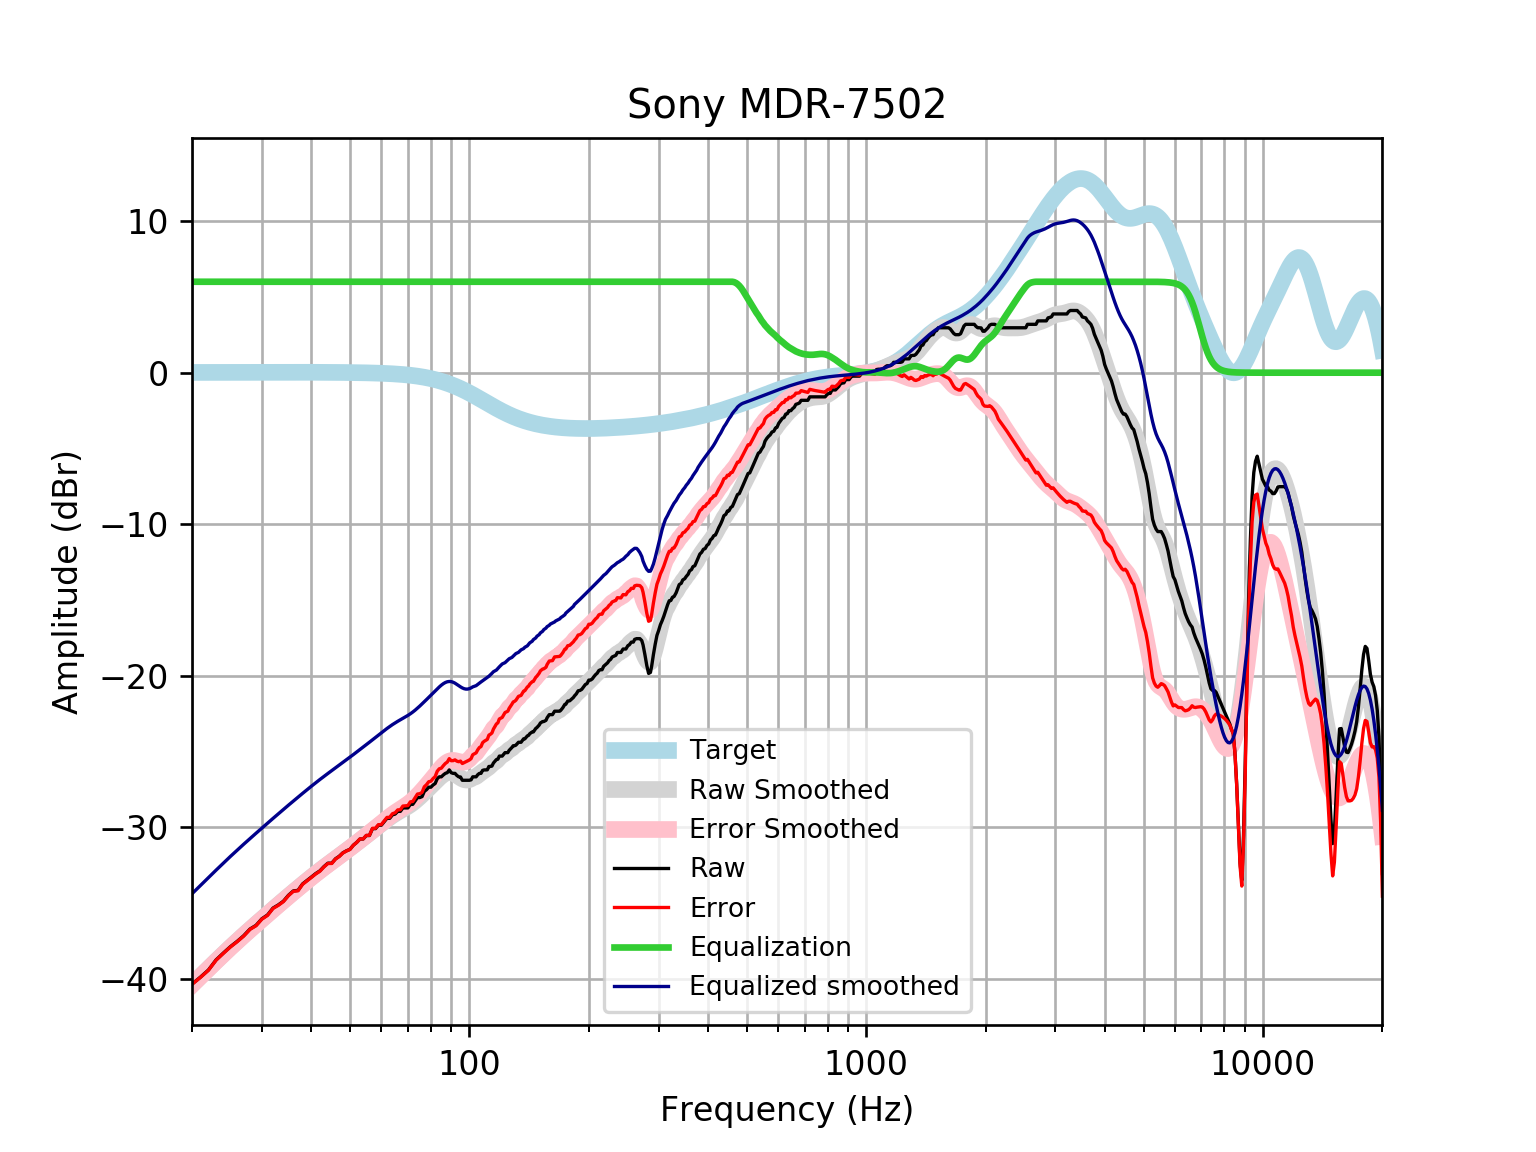 Sony MDR-7502
10
0
−10
−20
−30
−40
Amplitude (dBr)
Target
Raw Smoothed
Error Smoothed
Raw
Error
Equalization
Equalized smoothed
100
1000
10000
Frequency (Hz)